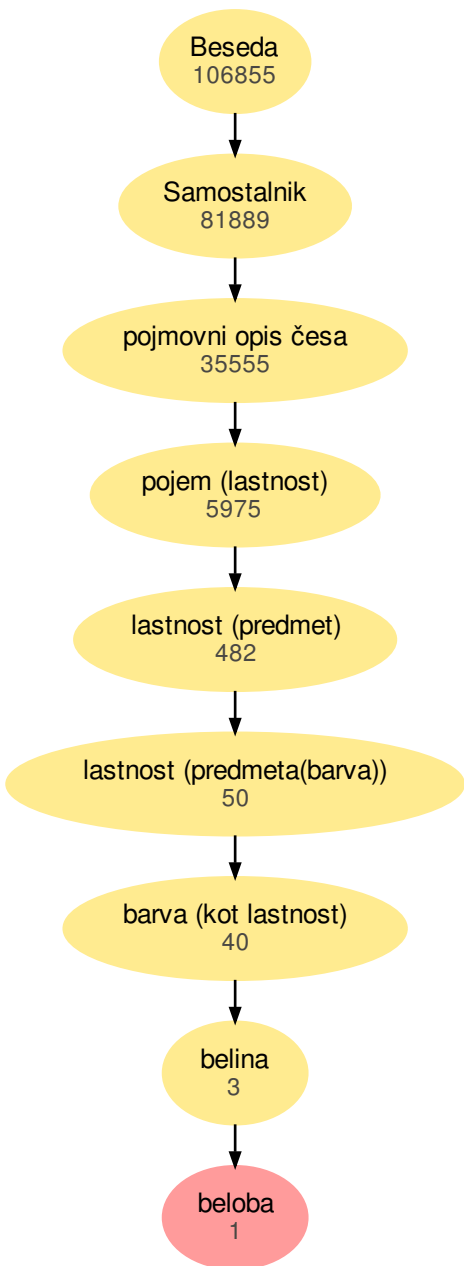 Beseda
106855
Samostalnik
81889
pojmovni opis česa
35555
pojem (lastnost)
5975
lastnost (predmet)
482
lastnost (predmeta(barva))
50
barva (kot lastnost)
40
belina
3
beloba
1